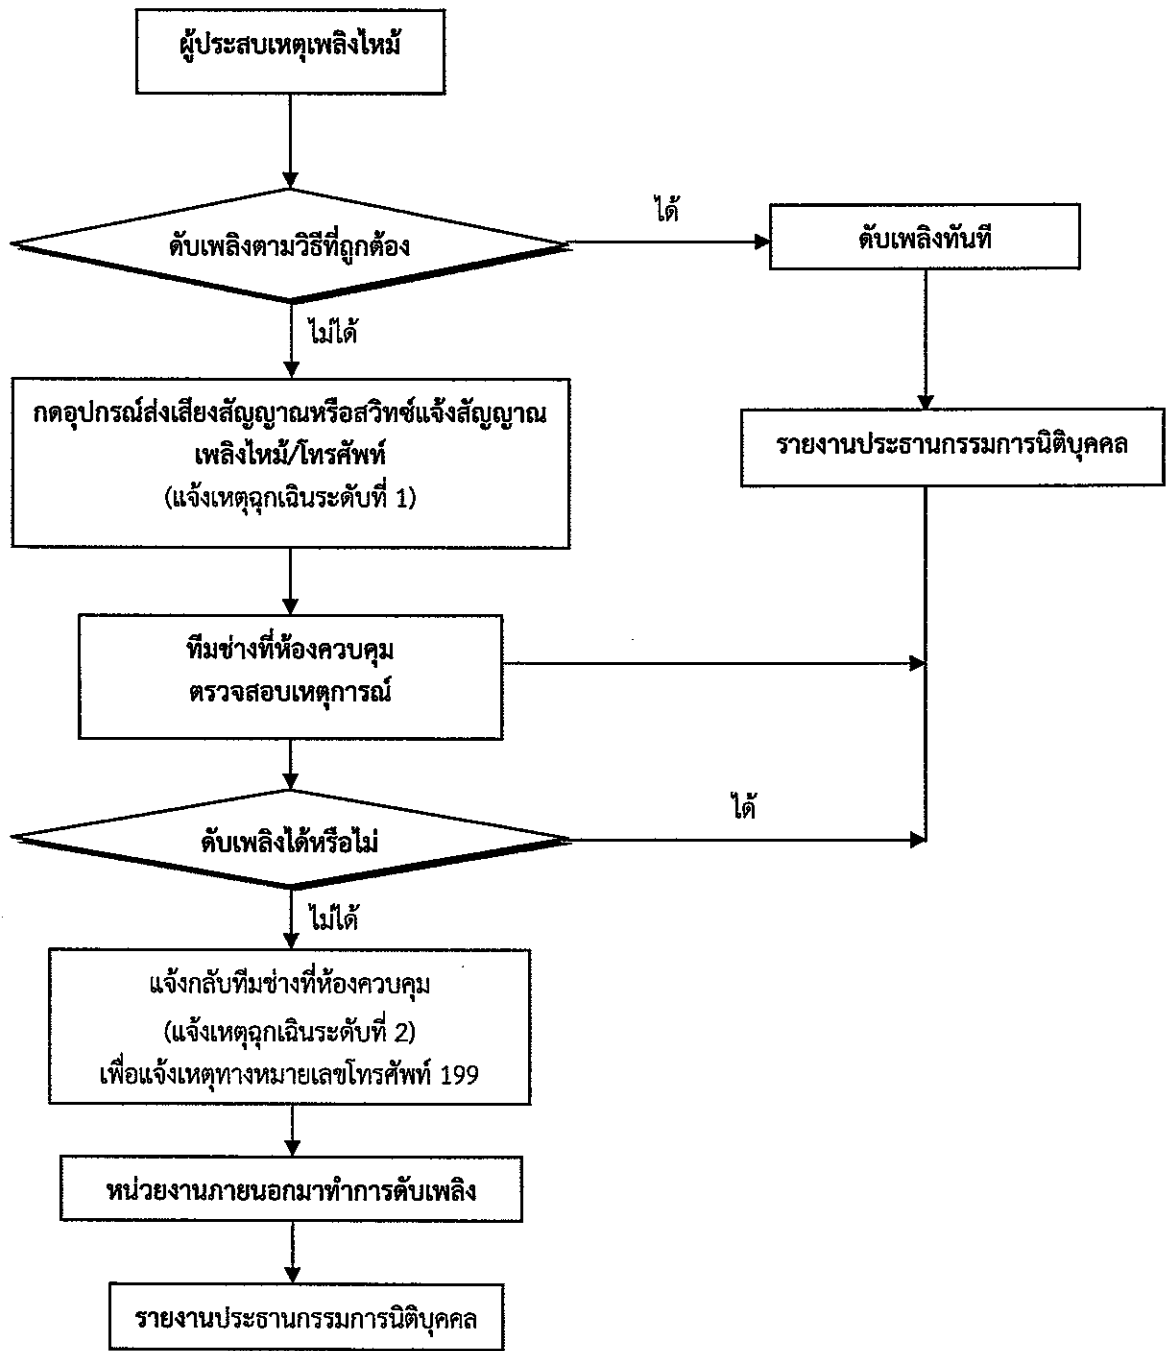 ผู้ประสบเหตุเพลิงไหม้
ดับเพลิงตามวิธีที่ถูกต้อง
ได้
ดับเพลิงทันที
ไม่ได้
กดอุปกรณ์ส่งเสียงสัญญาณหรือสวิทซ์แจ้งสัญญาณ
เพลิงไหม้/โทรศัพท์
(แจ้งเหตุฉุกเฉินระดับที่ 1)
รายงานประธานกรรมการนิติบุคคล
ทีมช่างที่ห้องควบคุม
ตรวจสอบเหตุการณ์
ดับเพลิงได้หรือไม่
ได้
ไม่ได้
แจ้งกลับทีมช่างที่ห้องควบคุม
(แจ้งเหตุฉุกเฉินระดับที่ 2)
เพื่อแจ้งเหตุทางหมายเลขโทรศัพท์ 199
หน่วยงานภายนอกมาทำการดับเพลิง
รายงานประธานกรรมการนิติบุคคล